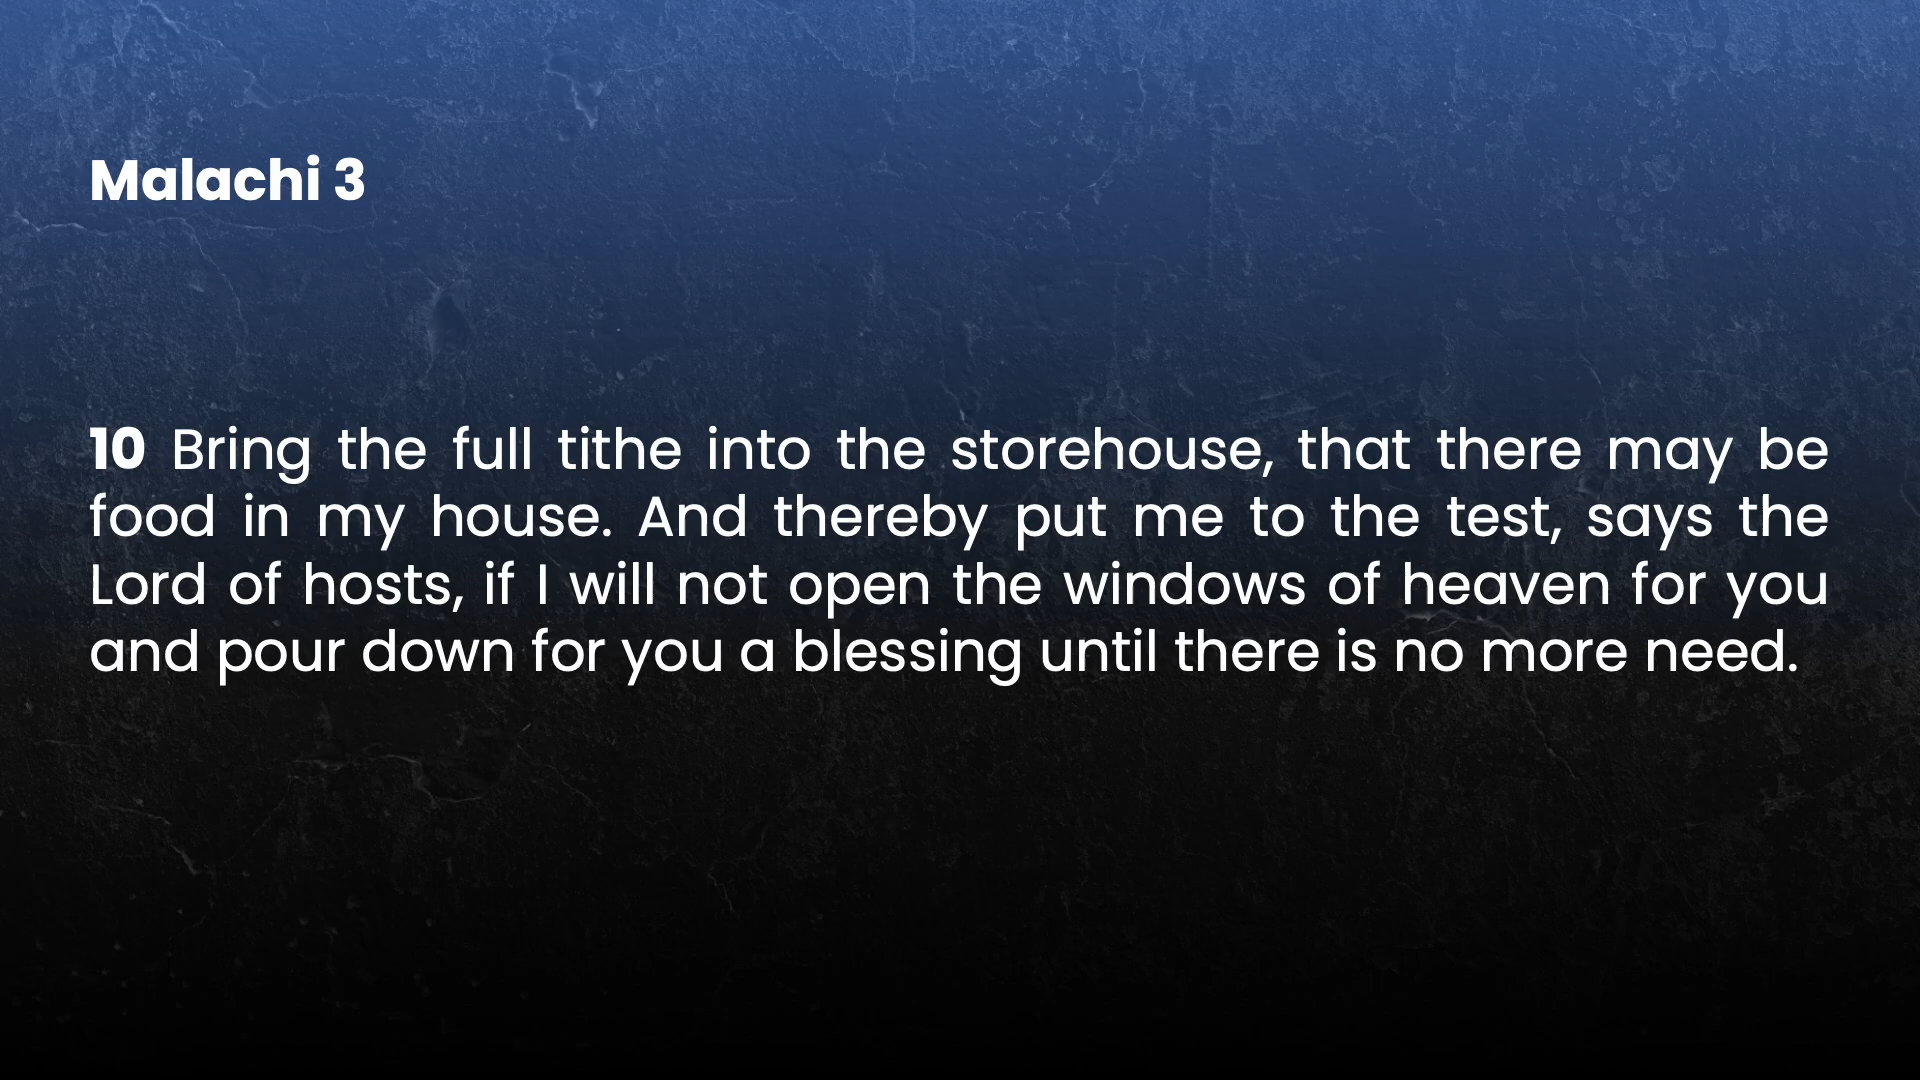 Malachi 3
10 Bring the full tithe into the storehouse, that there may be
food in my house. And thereby put me to the test, says the
Lord of hosts, if I will not open the windows of heaven for you
and pour down for you a blessing until there is no more need.